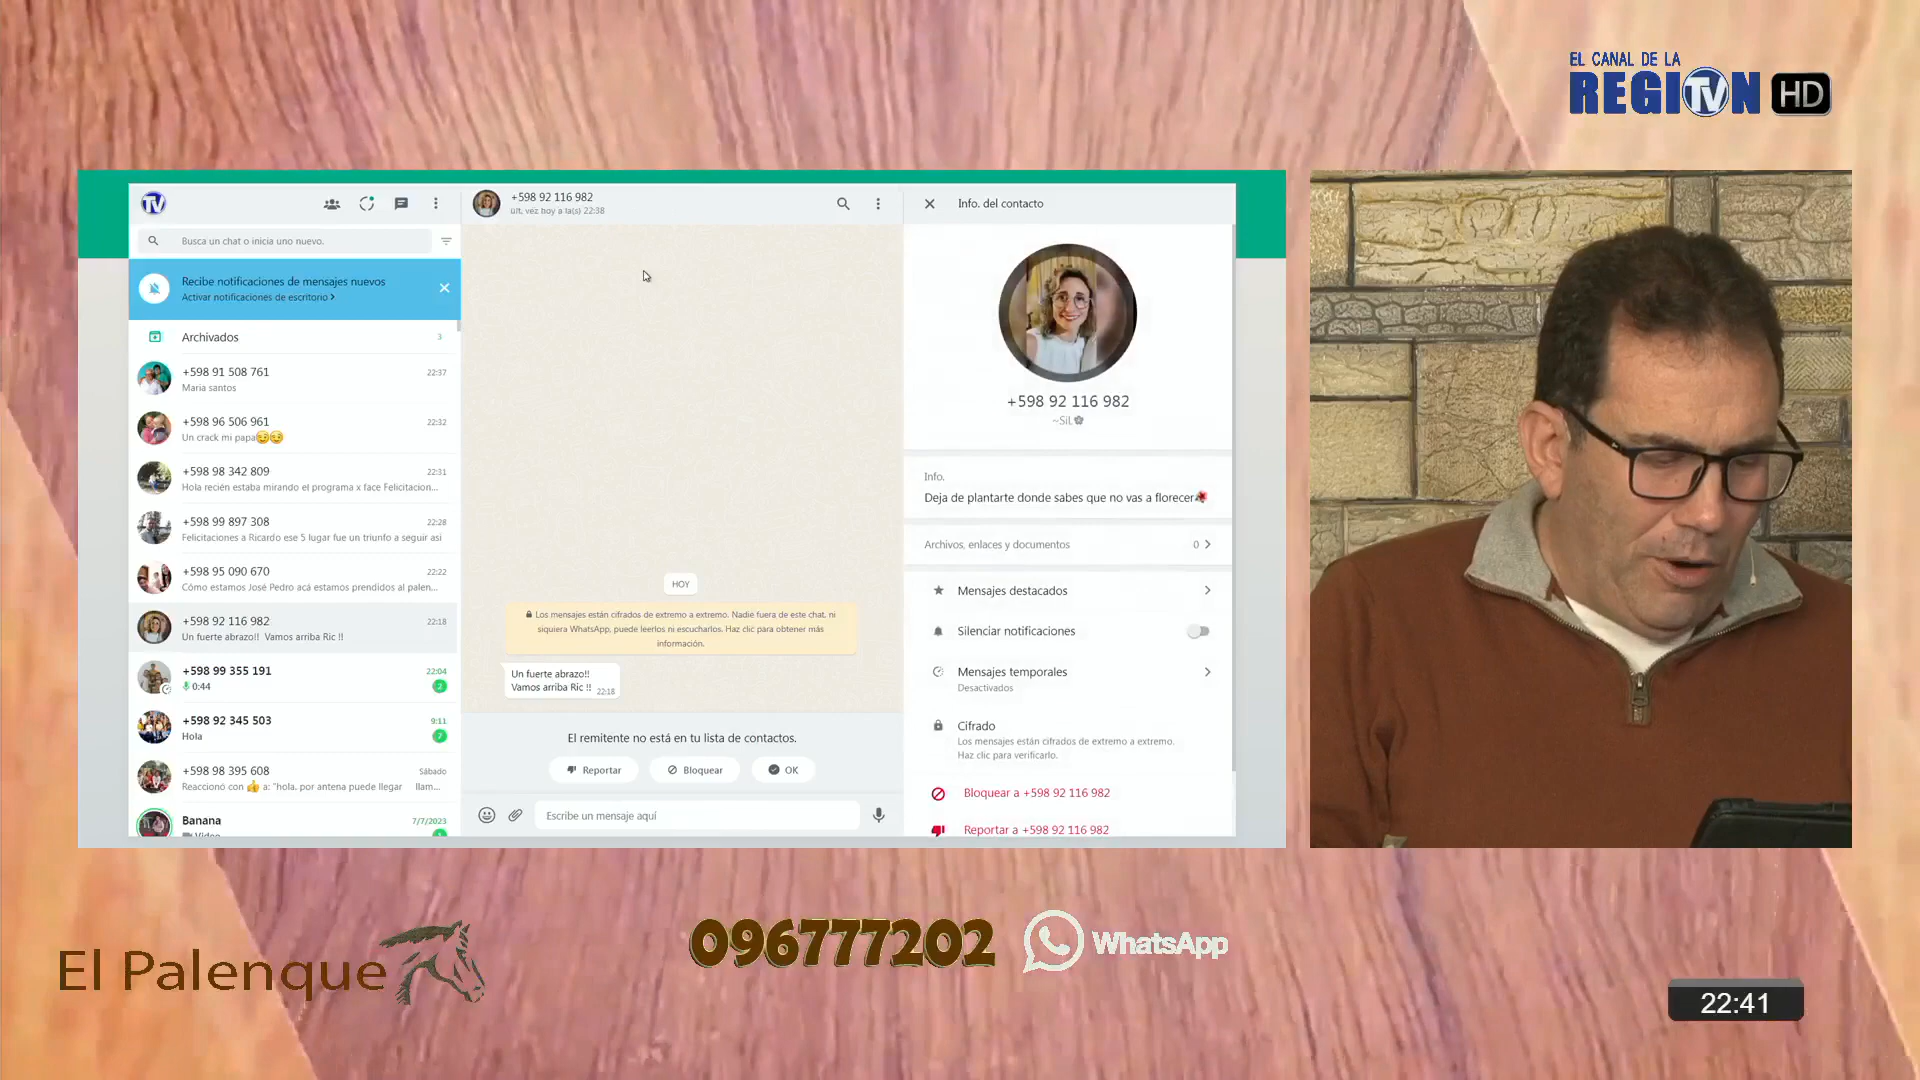 EL CANAL DE LA
REGITVN HD
+598 92 116 982
últ. vez hoy a la(s) 22:38
Info. del contacto
Busca un chat o inicia uno nuevo.
Recibe notificaciones de mensajes nuevos
Activar notificaciones de escritorio >
Archivados 3
+598 91 508 761 22:37
Maria santos
+598 96 506 961 22:32
Un crack mi papa
+598 98 342 809 22:31
Hola recién estaba mirando el programa x face Felicitacion...
+598 99 897 308 22:28
Felicitaciones a Ricardo ese 5 lugar fue un triunfo a seguir asi
+598 95 090 670 22:22
Cómo estamos José Pedro acá estamos prendidos al palen...
+598 92 116 982 22:18
Un fuerte abrazo!! Vamos arriba Ric !!
+598 99 355 191 22:04
0:44 2
+598 92 345 503 9:11
Hola 7
+598 98 395 608 Sábado
Reaccionó con 👍 a: "hola, por antena puede llegar llam...
Banana 7/7/2023
Video
HOY
Los mensajes están cifrados de extremo a extremo. Nadie fuera de este chat, ni
siquiera WhatsApp, puede leerlos ni escucharlos. Haz clic para obtener más
información.
Un fuerte abrazo!!
Vamos arriba Ric !! 22:18
El remitente no está en tu lista de contactos.
Reportar Bloquear OK
Escribe un mensaje aquí
+598 92 116 982
~Sil
Info.
Deja de plantarte donde sabes que no vas a florecer
Archivos, enlaces y documentos 0 >
Mensajes destacados
Silenciar notificaciones
Mensajes temporales
Desactivados
Cifrado
Los mensajes están cifrados de extremo a extremo.
Haz clic para verificarlo.
Bloquear a +598 92 116 982
Reportar a +598 92 116 982
El Palenque
096777202
WhatsApp
22:41